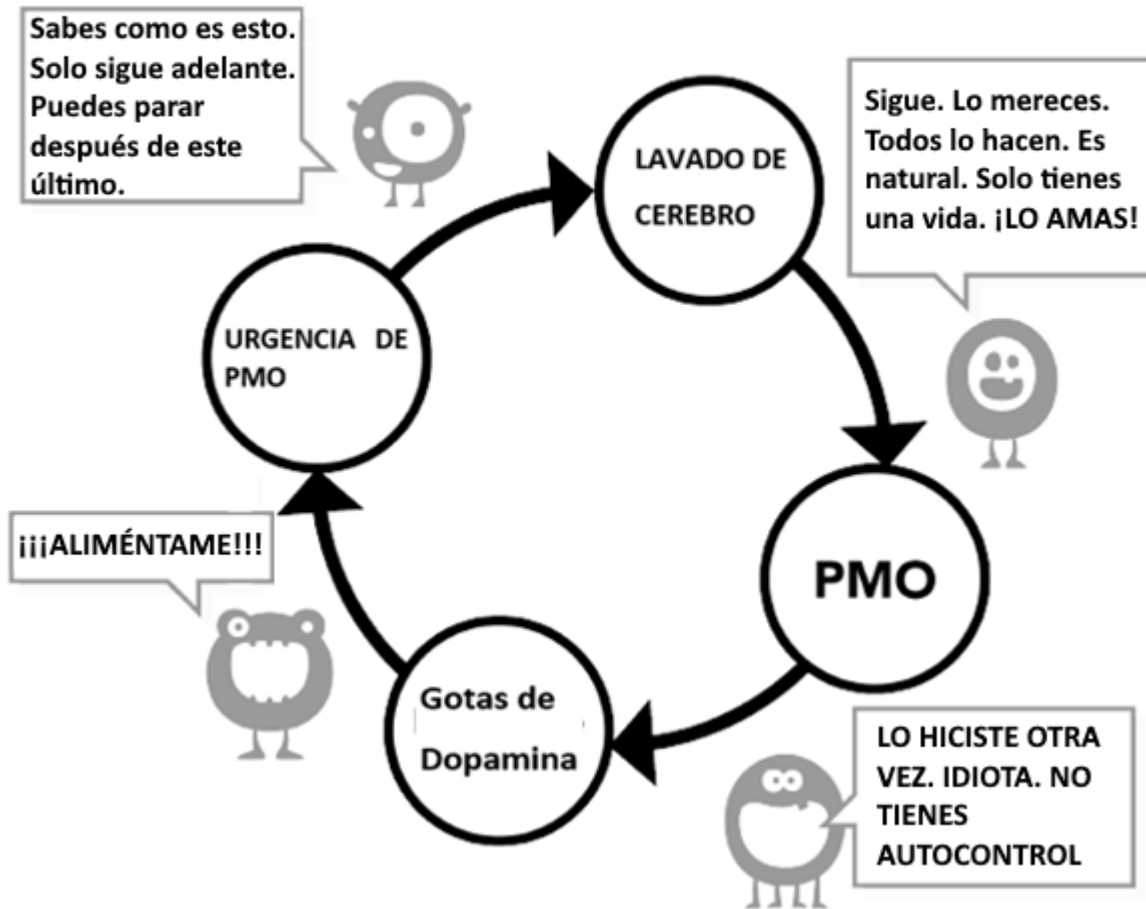 Sabes como es esto.
Solo sigue adelante.
Puedes parar
después de este
último.
LAVADO DE
CEREBRO
Sigue. Lo mereces.
Todos lo hacen. Es
natural. Solo tienes
una vida. ¡LO AMAS!
URGENCIA DE
PMO
PMO
¡¡¡ALIMÉNTAME!!!
Gotas de
Dopamina
LO HICISTE OTRA
VEZ. IDIOTA. NO
TIENES
AUTOCONTROL